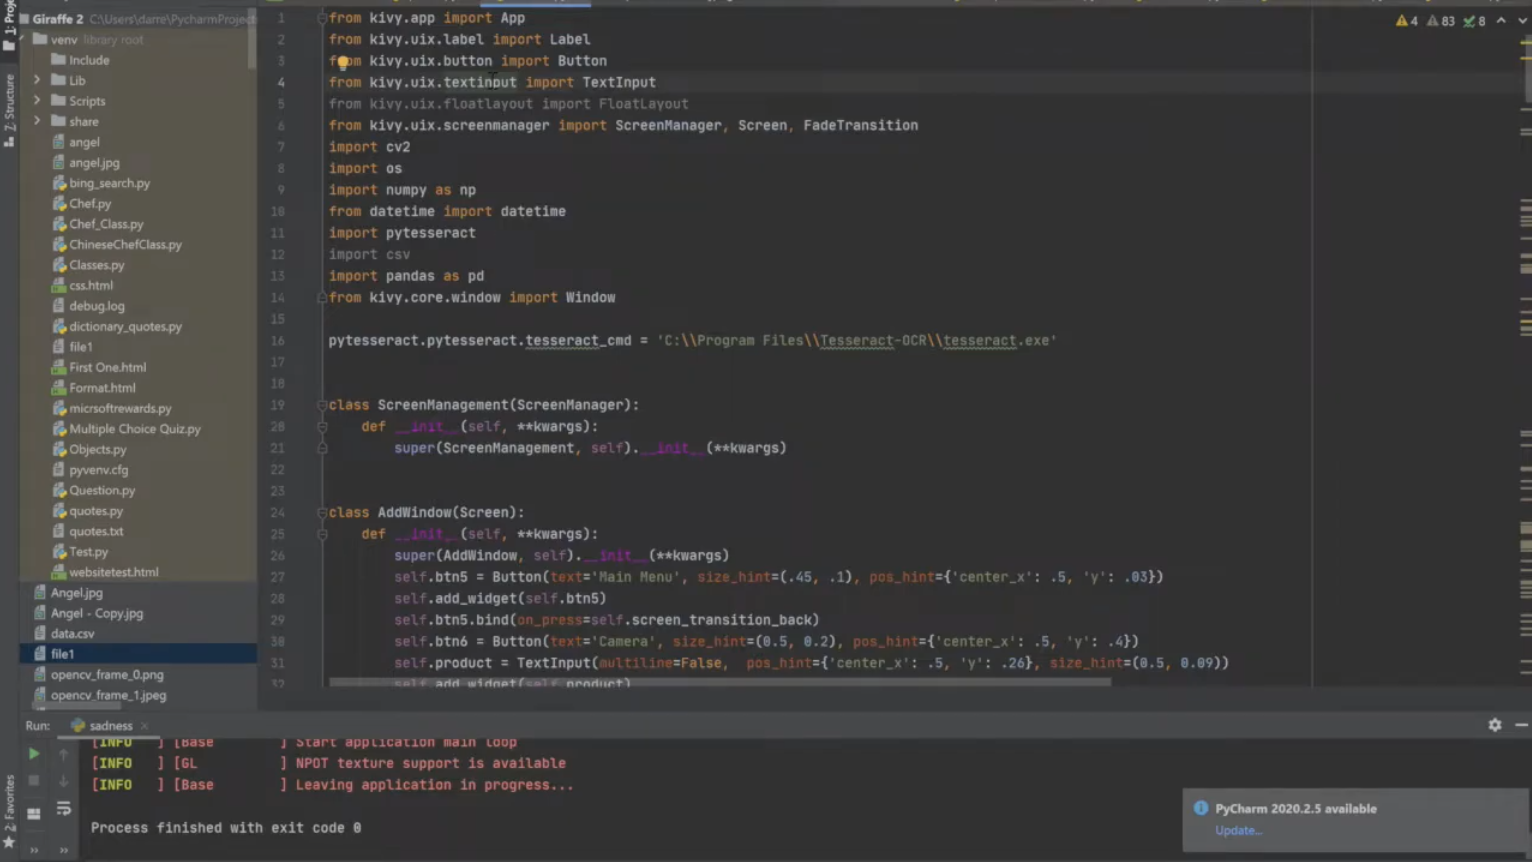 1: Proje
Giraffe 2 C:\Users\darre\PycharmProject
venv library root
Include
Lib
Scripts
share
angel
angel.jpg
bing_search.py
Chef.py
Chef_Class.py
ChineseChefClass.py
Classes.py
css.html
debug.log
dictionary_quotes.py
file1
First One.html
Format.html
micrsoftrewards.py
Multiple Choice Quiz.py
Objects.py
pyvenv.cfg
Question.py
quotes.py
quotes.txt
Test.py
websitetest.html
Angel.jpg
Angel - Copy.jpg
data.csv
file1
opencv_frame_0.png
opencv_frame_1.jpeg
Z: Structure
2: Favorites
4 83 8
1 from kivy.app import App
2 from kivy.uix.label import Label
3 from kivy.uix.button import Button
4 from kivy.uix.textinput import TextInput
5 from kivy.uix.floatlayout import FloatLayout
6 from kivy.uix.screenmanager import ScreenManager, Screen, FadeTransition
7 import cv2
8 import os
9 import numpy as np
10 from datetime import datetime
11 import pytesseract
12 import csv
13 import pandas as pd
14 from kivy.core.window import Window
15
16 pytesseract.pytesseract.tesseract_cmd = 'C:\\Program Files\\Tesseract-OCR\\tesseract.exe'
17
18
19 class ScreenManagement(ScreenManager):
20 def __init__(self, **kwargs):
21 super(ScreenManagement, self).__init__(**kwargs)
22
23
24 class AddWindow(Screen):
25 def __init__(self, **kwargs):
26 super(AddWindow, self).__init__(**kwargs)
27 self.btn5 = Button(text='Main Menu', size_hint=(.45, .1), pos_hint={'center_x': .5, 'y': .03})
28 self.add_widget(self.btn5)
29 self.btn5.bind(on_press=self.screen_transition_back)
30 self.btn6 = Button(text='Camera', size_hint=(0.5, 0.2), pos_hint={'center_x': .5, 'y': .4})
31 self.product = TextInput(multiline=False, pos_hint={'center_x': .5, 'y': .26}, size_hint=(0.5, 0.09))
32 self.add_widget(self.product)
Run: sadness
[INFO ] [Base ] Start application main loop
[INFO ] [GL ] NPOT texture support is available
[INFO ] [Base ] Leaving application in progress...
Process finished with exit code 0
PyCharm 2020.2.5 available
Update...